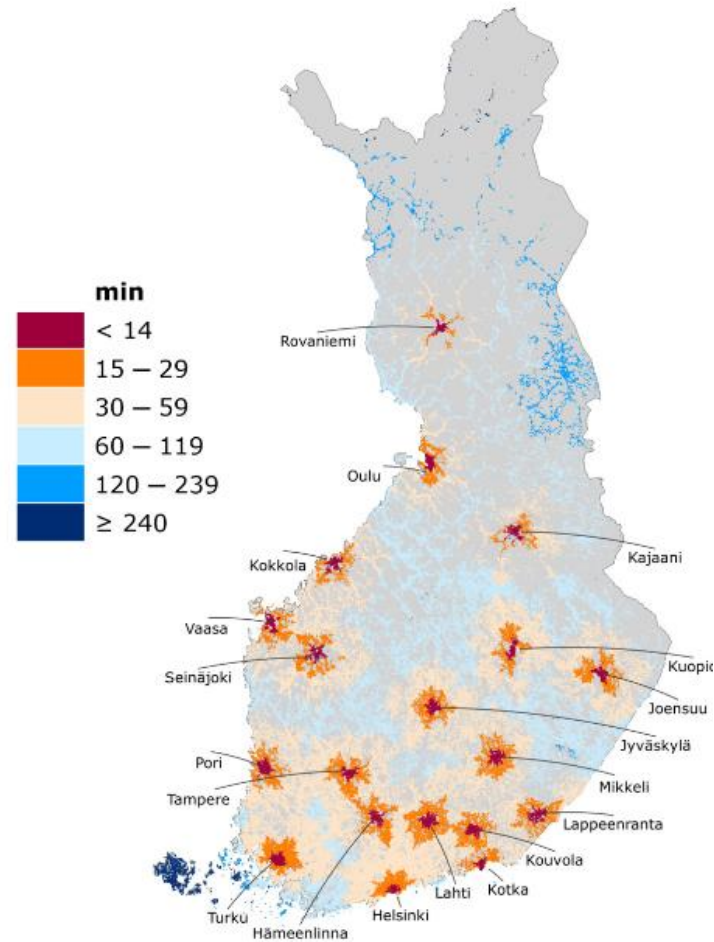 min
< 14
15 – 29
30 – 59
60 – 119
120 – 239
≥ 240
Rovaniemi
Oulu
Kajaani
Kokkola
Vaasa
Seinäjoki
Kuopio
Joensuu
Jyväskylä
Pori
Mikkeli
Tampere
Lappeenranta
Kouvola
Lahti
Kotka
Turku
Helsinki
Hämeenlinna